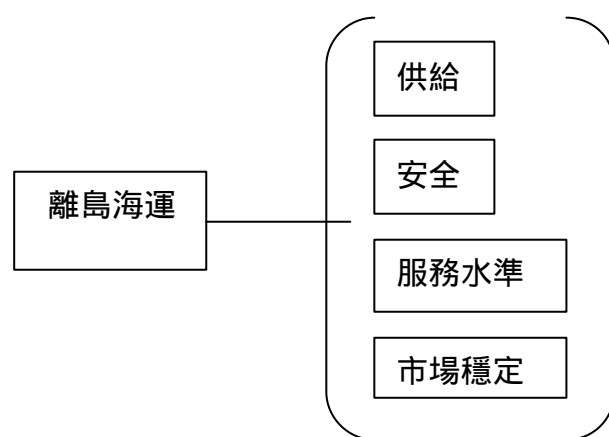 離島海運
供給
安全
服務水準
市場穩定